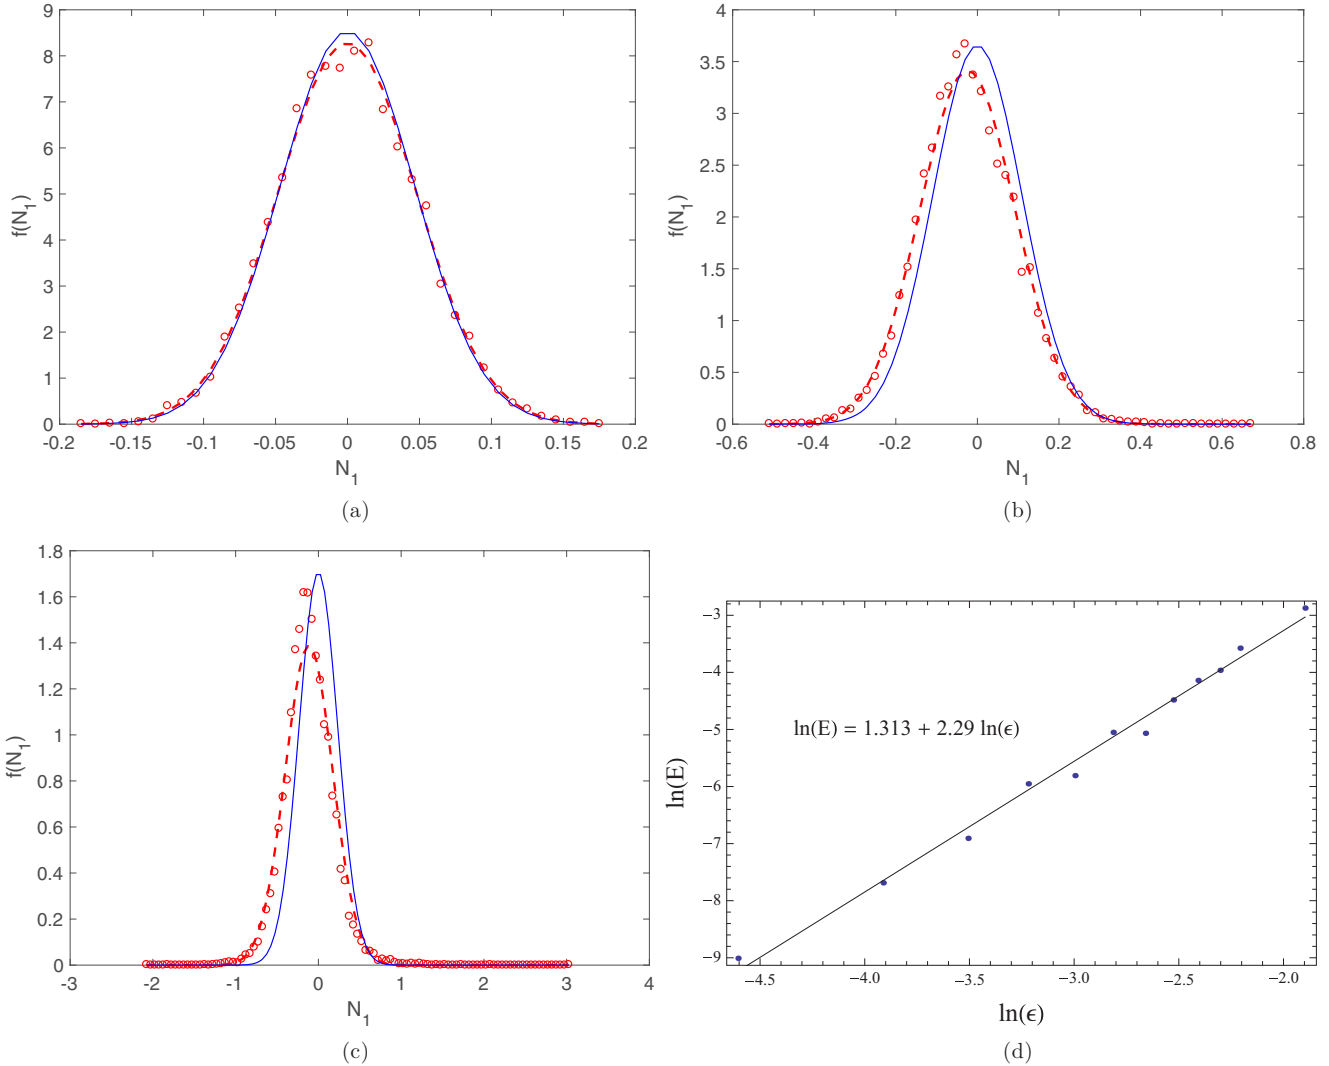 9
8
7
6
5
4
3
2
1
0
-0.2 -0.15 -0.1 -0.05 0 0.05 0.1 0.15 0.2
f(N1)
N1
(a)
4
3.5
3
2.5
2
1.5
1
0.5
0
-0.6 -0.4 -0.2 0 0.2 0.4 0.6 0.8
f(N1)
N1
(b)
1.8
1.6
1.4
1.2
1
0.8
0.6
0.4
0.2
0
-3 -2 -1 0 1 2 3 4
f(N1)
N1
(c)
−3
−4
−5
−6
−7
−8
−9
−4.5 −4.0 −3.5 −3.0 −2.5 −2.0
ln(E) = 1.313 + 2.29 ln(ϵ)
ln(E)
ln(ϵ)
(d)